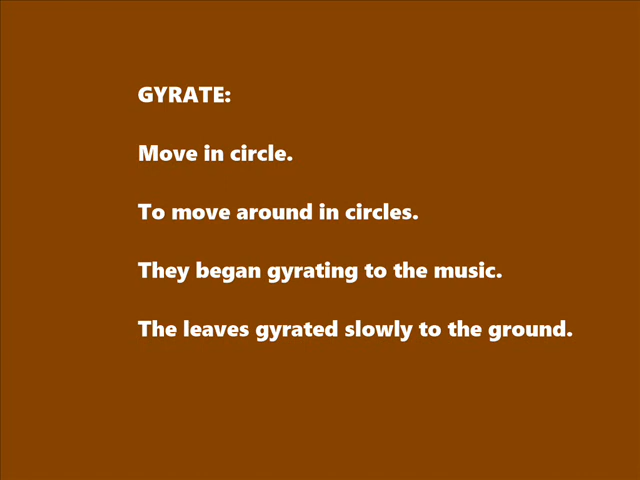 GYRATE:
Move in circle.
To move around in circles.
They began gyrating to the music.
The leaves gyrated slowly to the ground.